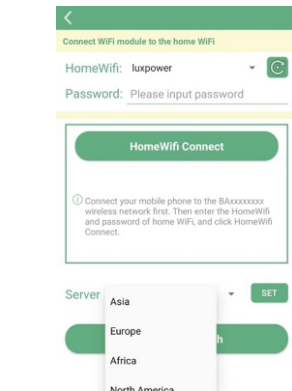 Connect WiFi module to the home WiFi
HomeWifi: luxpower
Password: Please input password
HomeWifi Connect
Connect your mobile phone to the BAxxxxxxxx
wireless network first. Then enter the HomeWifi
and password of home WiFi, and click HomeWifi
Connect.
Server
SET
Asia
Europe
h
Africa
North America